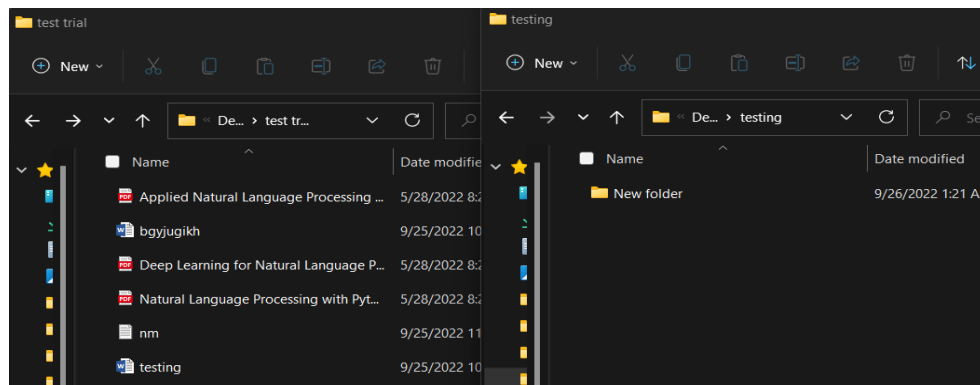 test trial
New
« De... > test tr...
Name
Date modifie
Applied Natural Language Processing ...
5/28/2022 8:2
bgyjugikh
9/25/2022 10
Deep Learning for Natural Language P...
5/28/2022 8:2
Natural Language Processing with Pyt...
5/28/2022 8:2
nm
9/25/2022 11
testing
9/25/2022 10
testing
New
« De... > testing
Se
Name
Date modified
New folder
9/26/2022 1:21 A